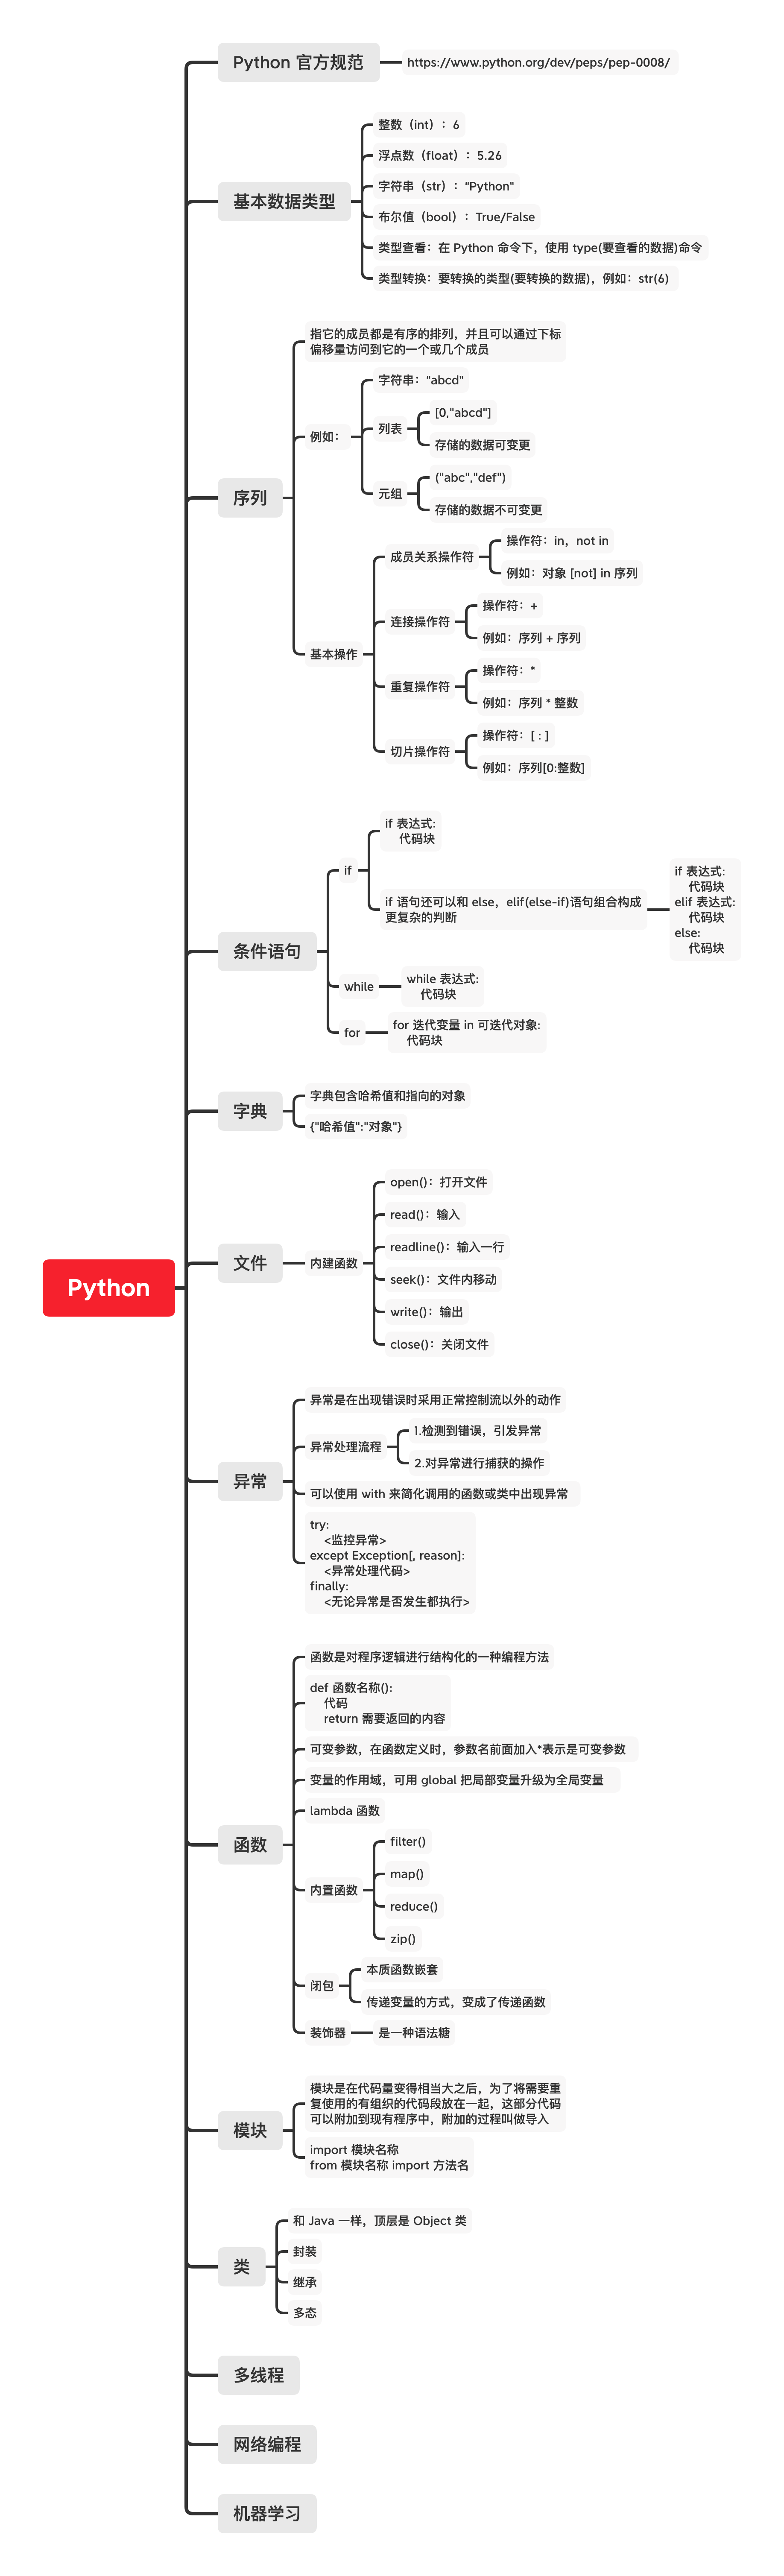 Python
Python 官方规范
https://www.python.org/dev/peps/pep-0008/
基本数据类型
整数（int）：6
浮点数（float）：5.26
字符串（str）："Python"
布尔值（bool）：True/False
类型查看：在 Python 命令下，使用 type(要查看的数据)命令
类型转换：要转换的类型(要转换的数据)，例如：str(6)
序列
指它的成员都是有序的排列，并且可以通过下标
偏移量访问到它的一个或几个成员
例如：
字符串："abcd"
列表
[0,"abcd"]
存储的数据可变更
元组
("abc","def")
存储的数据不可变更
基本操作
成员关系操作符
操作符：in，not in
例如：对象 [not] in 序列
连接操作符
操作符：+
例如：序列 + 序列
重复操作符
操作符：*
例如：序列 * 整数
切片操作符
操作符：[ : ]
例如：序列[0:整数]
条件语句
if
if 表达式:
代码块
if 语句还可以和 else，elif(else-if)语句组合构成
更复杂的判断
if 表达式:
代码块
elif 表达式:
代码块
else:
代码块
while
while 表达式:
代码块
for
for 迭代变量 in 可迭代对象:
代码块
字典
字典包含哈希值和指向的对象
{"哈希值":"对象"}
文件
内建函数
open()：打开文件
read()：输入
readline()：输入一行
seek()：文件内移动
write()：输出
close()：关闭文件
异常
异常是在出现错误时采用正常控制流以外的动作
异常处理流程
1.检测到错误，引发异常
2.对异常进行捕获的操作
可以使用 with 来简化调用的函数或类中出现异常
try:
<监控异常>
except Exception[, reason]:
<异常处理代码>
finally:
<无论异常是否发生都执行>
函数
函数是对程序逻辑进行结构化的一种编程方法
def 函数名称():
代码
return 需要返回的内容
可变参数，在函数定义时，参数名前面加入*表示是可变参数
变量的作用域，可用 global 把局部变量升级为全局变量
lambda 函数
内置函数
filter()
map()
reduce()
zip()
闭包
本质函数嵌套
传递变量的方式，变成了传递函数
装饰器
是一种语法糖
模块
模块是在代码量变得相当大之后，为了将需要重
复使用的有组织的代码段放在一起，这部分代码
可以附加到现有程序中，附加的过程叫做导入
import 模块名称
from 模块名称 import 方法名
类
和 Java 一样，顶层是 Object 类
封装
继承
多态
多线程
网络编程
机器学习